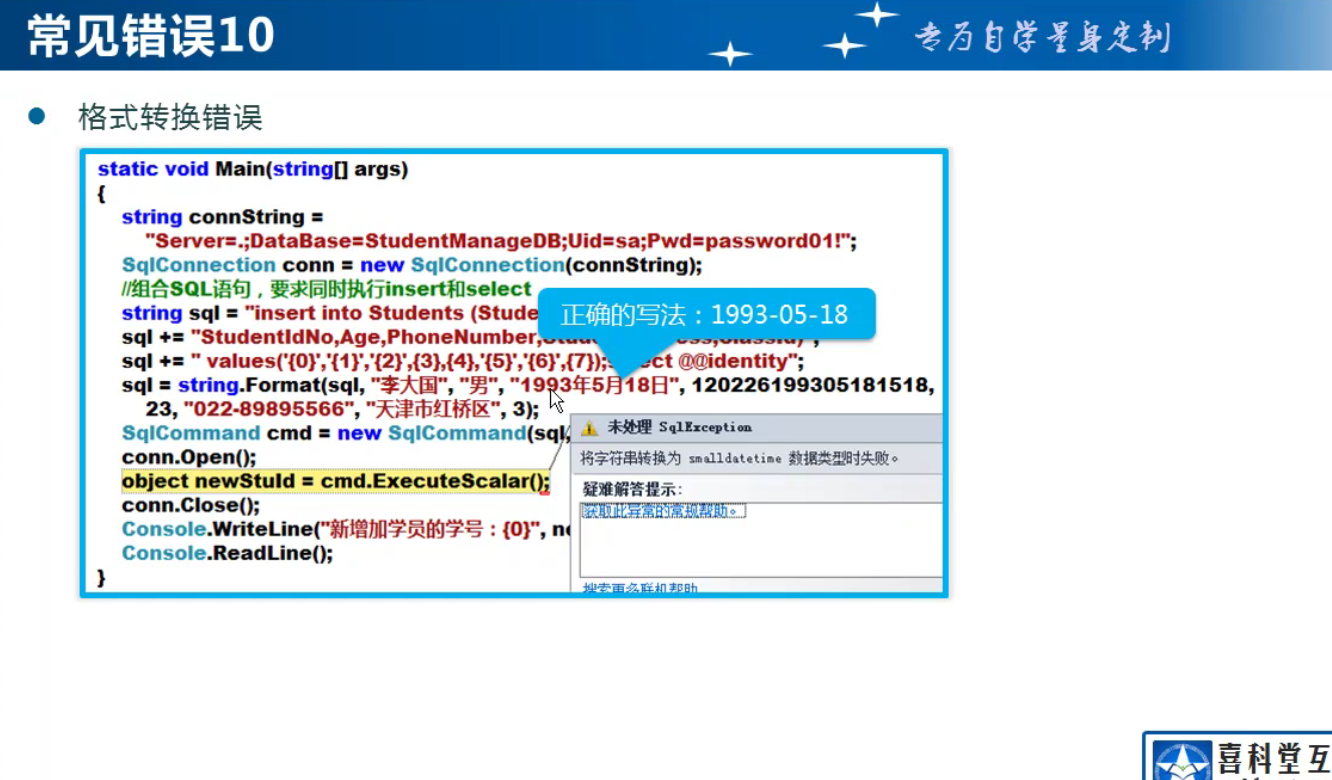 常见错误10
专为自学量身定制
格式转换错误
static void Main(string[] args)
{
string connString =
"Server=.;DataBase=StudentManageDB;Uid=sa;Pwd=password01!";
SqlConnection conn = new SqlConnection(connString);
//组合SQL语句，要求同时执行insert和select
string sql = "insert into Students (Stude
正确的写法：1993-05-18
sql += "StudentIdNo,Age,PhoneNumber,
sql += " values('{0}','{1}','{2}',{3},{4},'{5}','{6}',{7});select @@identity";
sql = string.Format(sql, "李大国", "男", "1993年5月18日", 120226199305181518,
23, "022-89895566", "天津市红桥区", 3);
SqlCommand cmd = new SqlCommand(sql,
未处理 SqlException
conn.Open();
将字符串转换为 smalldatetime 数据类型时失败。
object newStuId = cmd.ExecuteScalar();
疑难解答提示:
conn.Close();
获取此异常的常规帮助。
Console.WriteLine("新增加学员的学号：{0}", ne
Console.ReadLine();
}
搜索更多联机帮助
喜科堂互